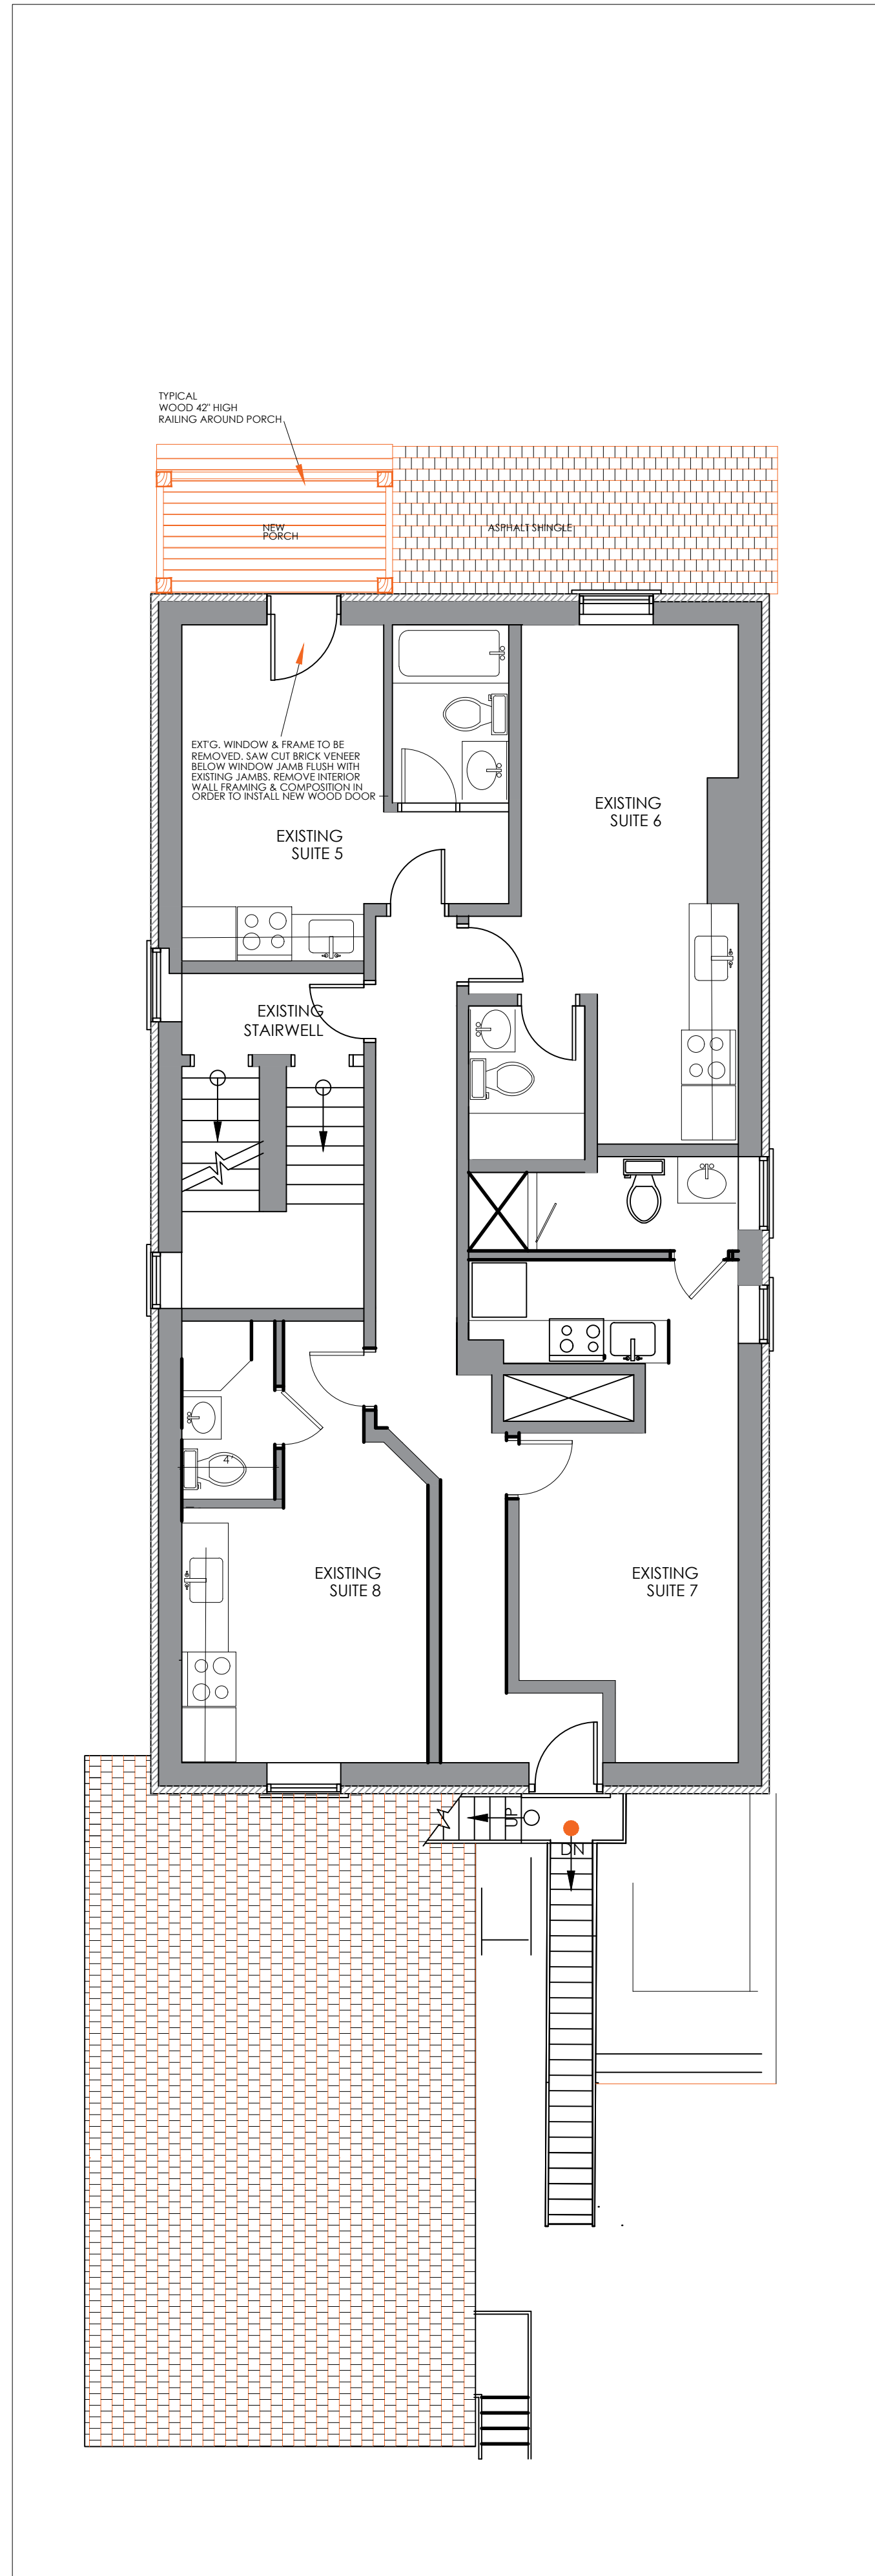 TYPICAL
WOOD 42" HIGH
RAILING AROUND PORCH
NEW
PORCH
ASPHALT SHINGLE
EXT'G. WINDOW & FRAME TO BE
REMOVED. SAW CUT BRICK VENEER
BELOW WINDOW JAMB FLUSH WITH
EXISTING JAMBS. REMOVE INTERIOR
WALL FRAMING & COMPOSITION IN
ORDER TO INSTALL NEW WOOD DOOR
EXISTING
SUITE 5
EXISTING
SUITE 6
EXISTING
STAIRWELL
4'
EXISTING
SUITE 8
EXISTING
SUITE 7
UP
DN